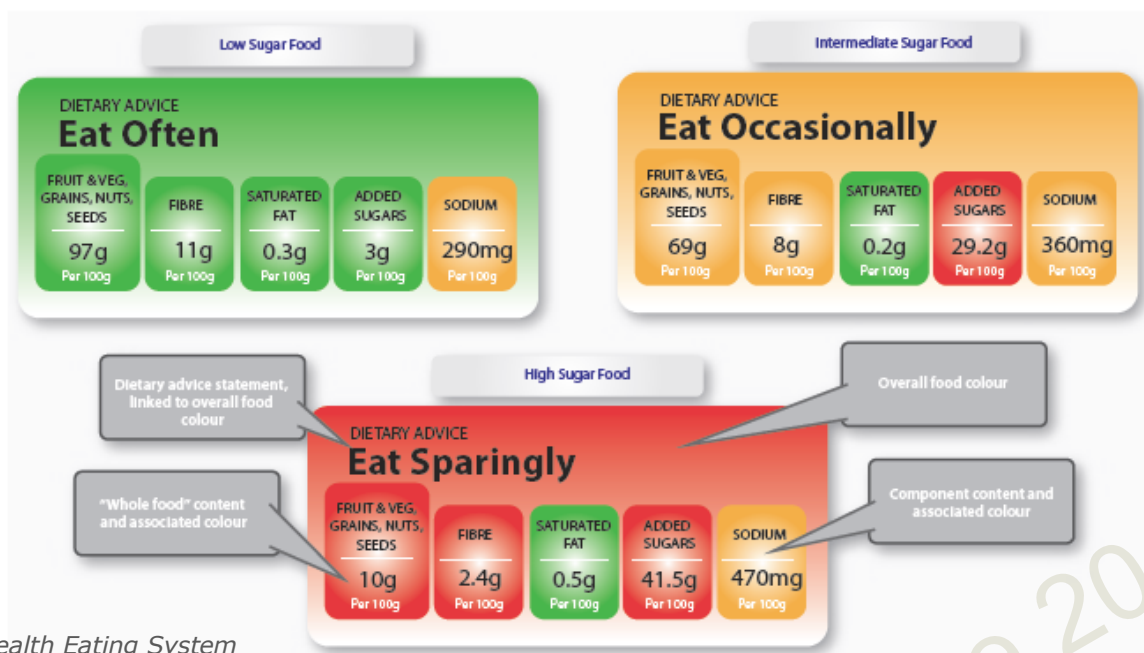 Low Sugar Food
DIETARY ADVICE
Eat Often
FRUIT & VEG,
GRAINS, NUTS,
SEEDS
97g
Per 100g
FIBRE
11g
Per 100g
SATURATED
FAT
0.3g
Per 100g
ADDED
SUGARS
3g
Per 100g
SODIUM
290mg
Per 100g
Intermediate Sugar Food
DIETARY ADVICE
Eat Occasionally
FRUIT & VEG,
GRAINS, NUTS,
SEEDS
69g
Per 100g
FIBRE
8g
Per 100g
SATURATED
FAT
0.2g
Per 100g
ADDED
SUGARS
29.2g
Per 100g
SODIUM
360mg
Per 100g
Dietary advice statement,
linked to overall food
colour
High Sugar Food
Overall food colour
DIETARY ADVICE
Eat Sparingly
"Whole food" content
and associated colour
FRUIT & VEG,
GRAINS, NUTS,
SEEDS
10g
Per 100g
FIBRE
2.4g
Per 100g
SATURATED
FAT
0.5g
Per 100g
ADDED
SUGARS
41.5g
Per 100g
SODIUM
470mg
Per 100g
Component content and
associated colour
ealth Eating System